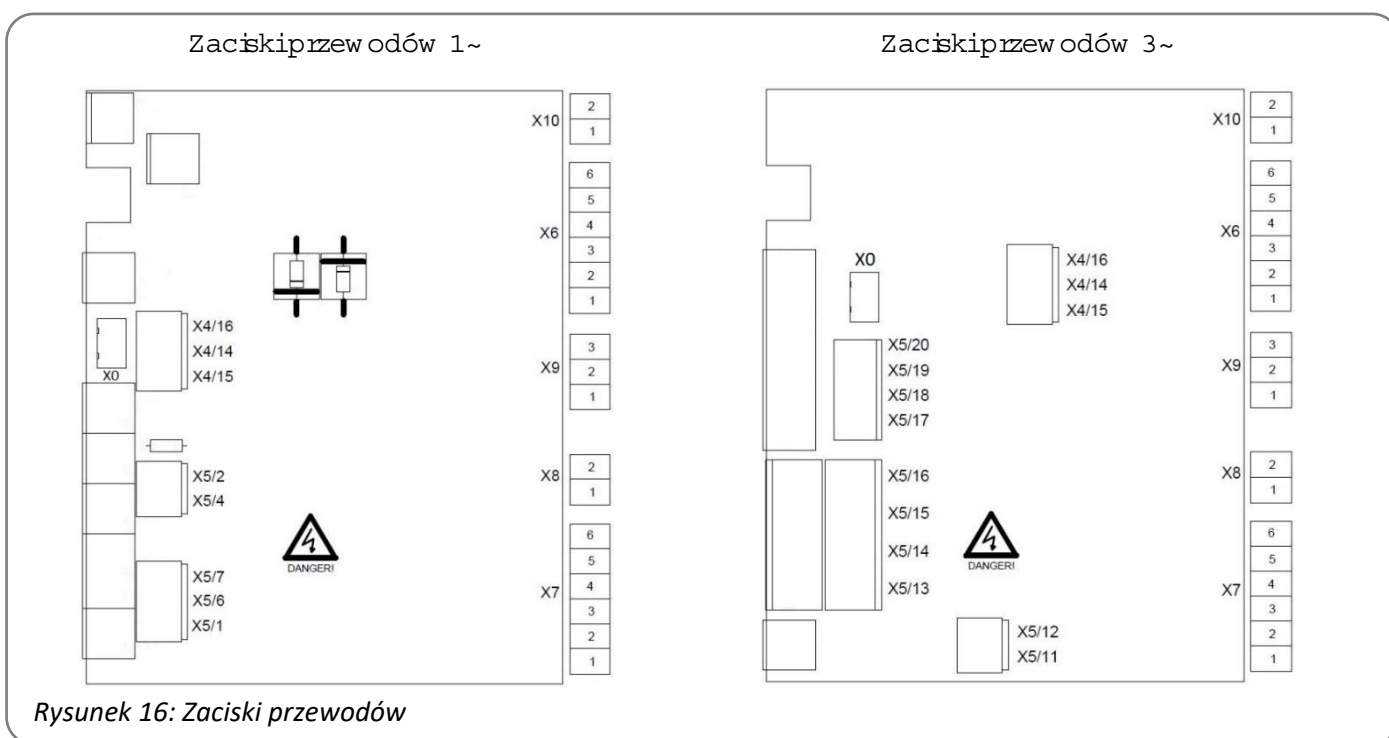 Zaciski przewodów 1~
X10
2
1
X6
6
5
4
3
2
1
X4/16
X4/14
X4/15
X0
X9
3
2
1
X5/2
X5/4
X8
2
1
DANGER!
X7
6
5
4
3
2
1
X5/7
X5/6
X5/1
Zaciski przewodów 3~
X10
2
1
X6
6
5
4
3
2
1
X0
X4/16
X4/14
X4/15
X5/20
X5/19
X5/18
X5/17
X9
3
2
1
X5/16
X5/15
X5/14
X5/13
X8
2
1
DANGER!
X7
6
5
4
3
2
1
X5/12
X5/11
Rysunek 16: Zaciski przewodów